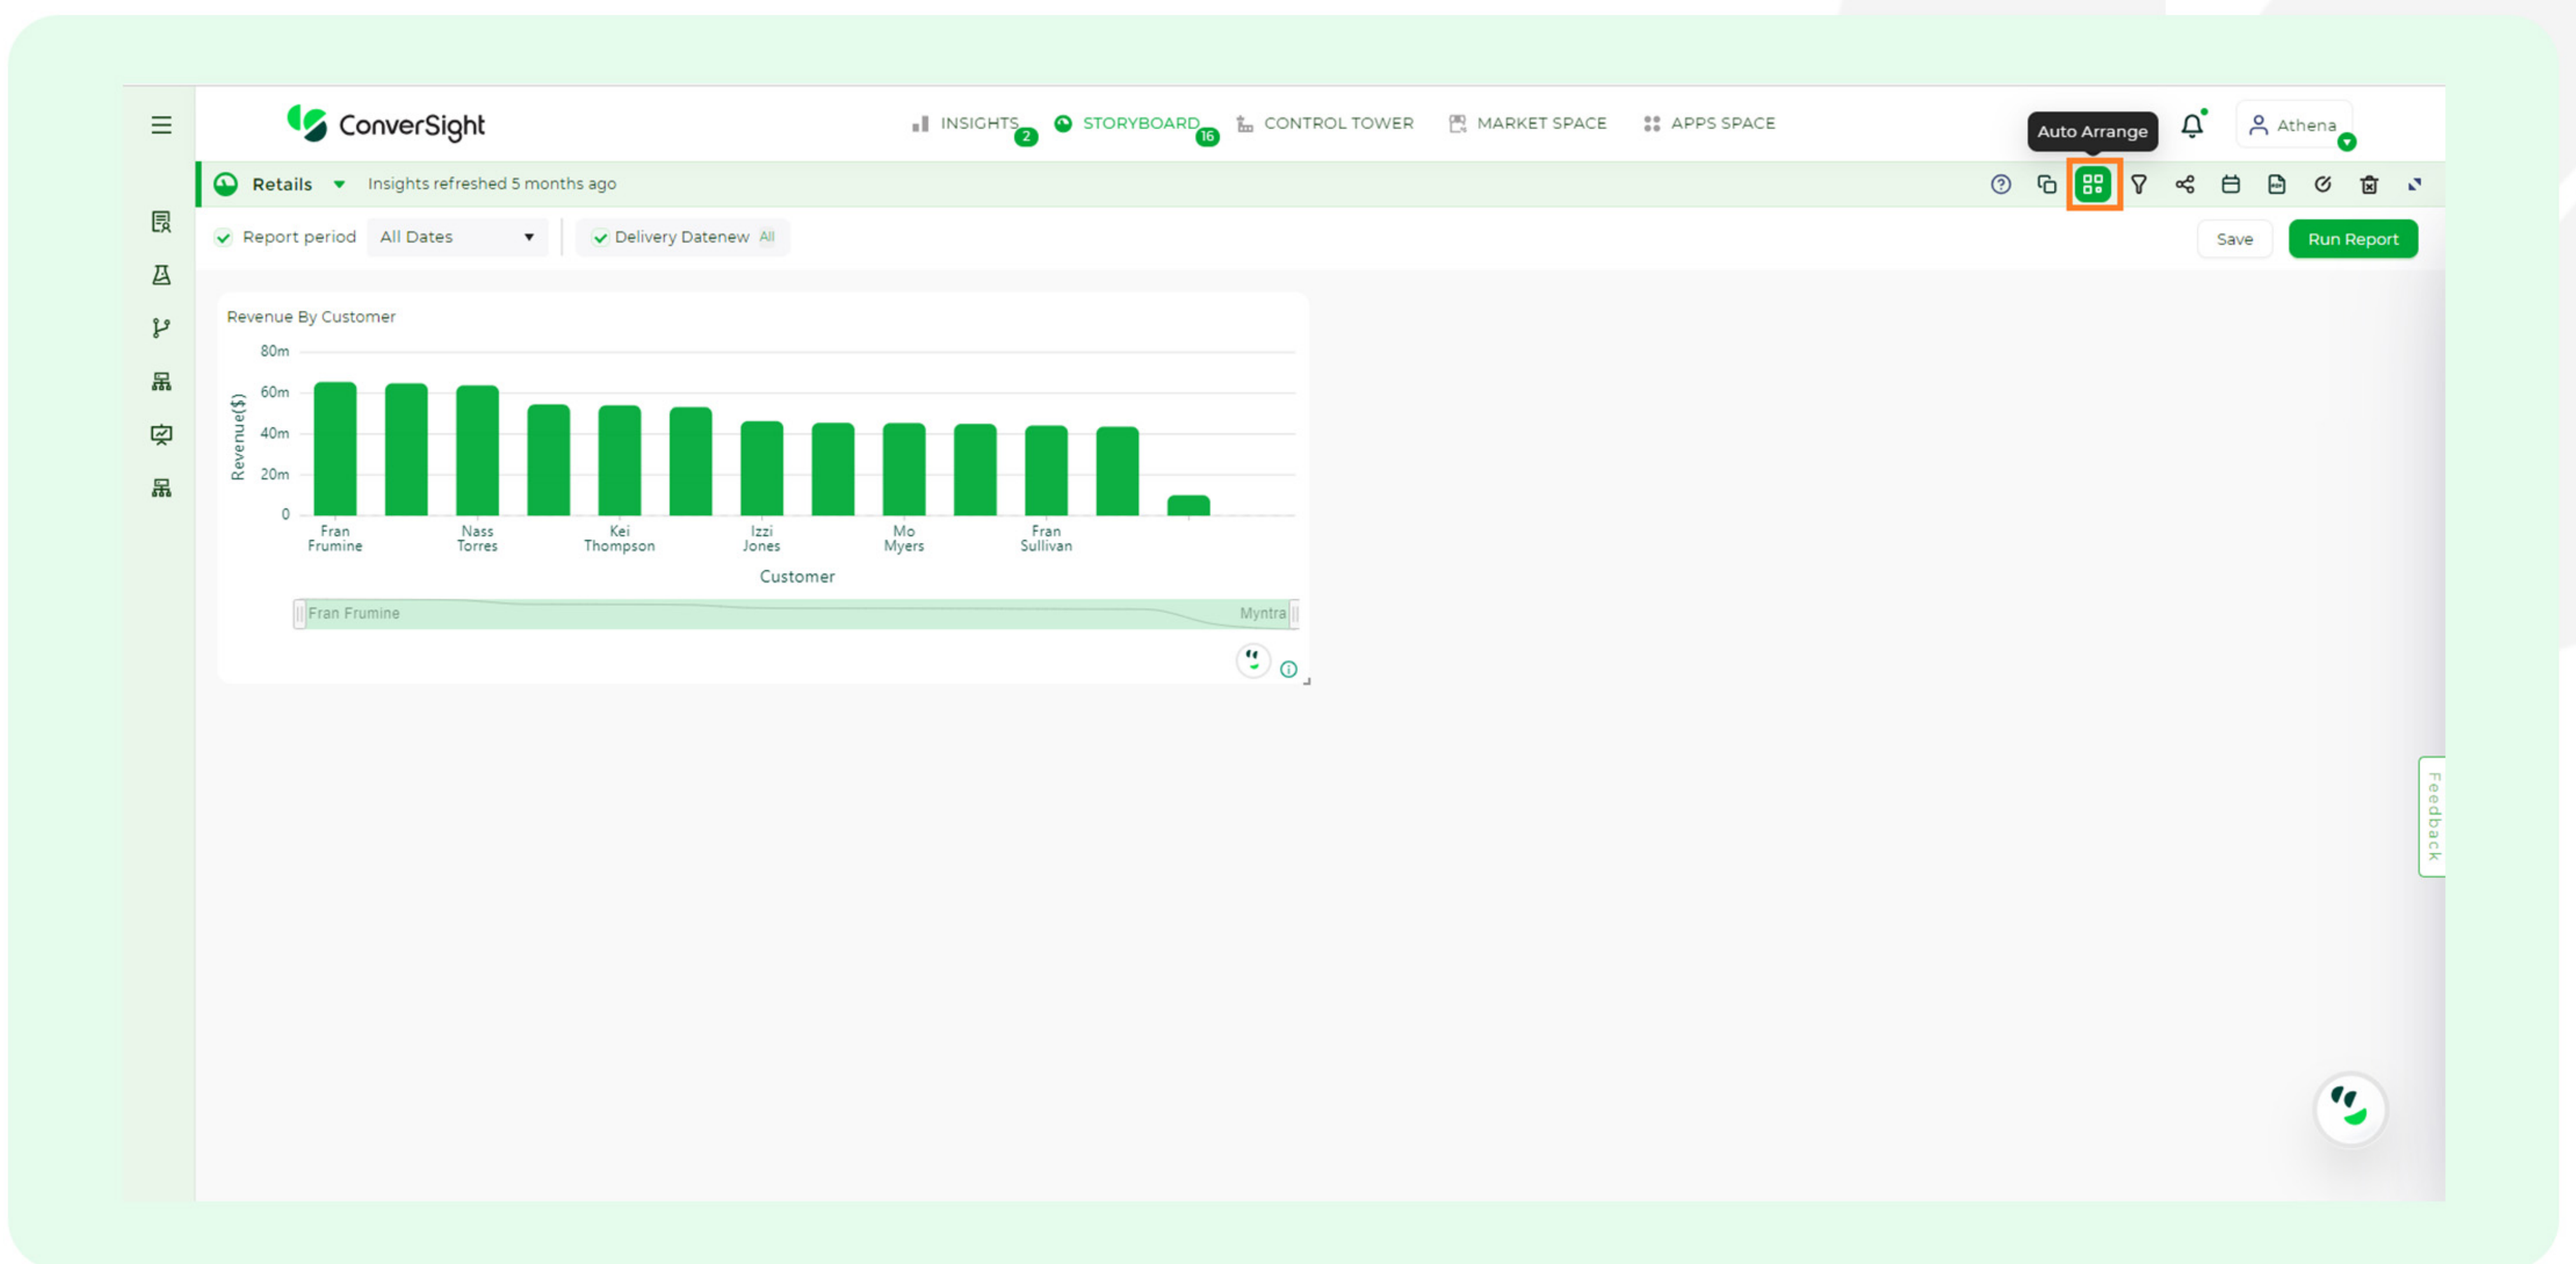 ConverSight
INSIGHTS 2 STORYBOARD 16 CONTROL TOWER MARKET SPACE APPS SPACE
Auto Arrange
Athena
Retails Insights refreshed 5 months ago
Report period All Dates Delivery Datenew All
Save Run Report
Revenue By Customer
80m
60m
40m
20m
0
Revenue($)
Fran Frumine
Nass Torres
Kei Thompson
Izzi Jones
Mo Myers
Fran Sullivan
Customer
Fran Frumine Myntra
Feedback